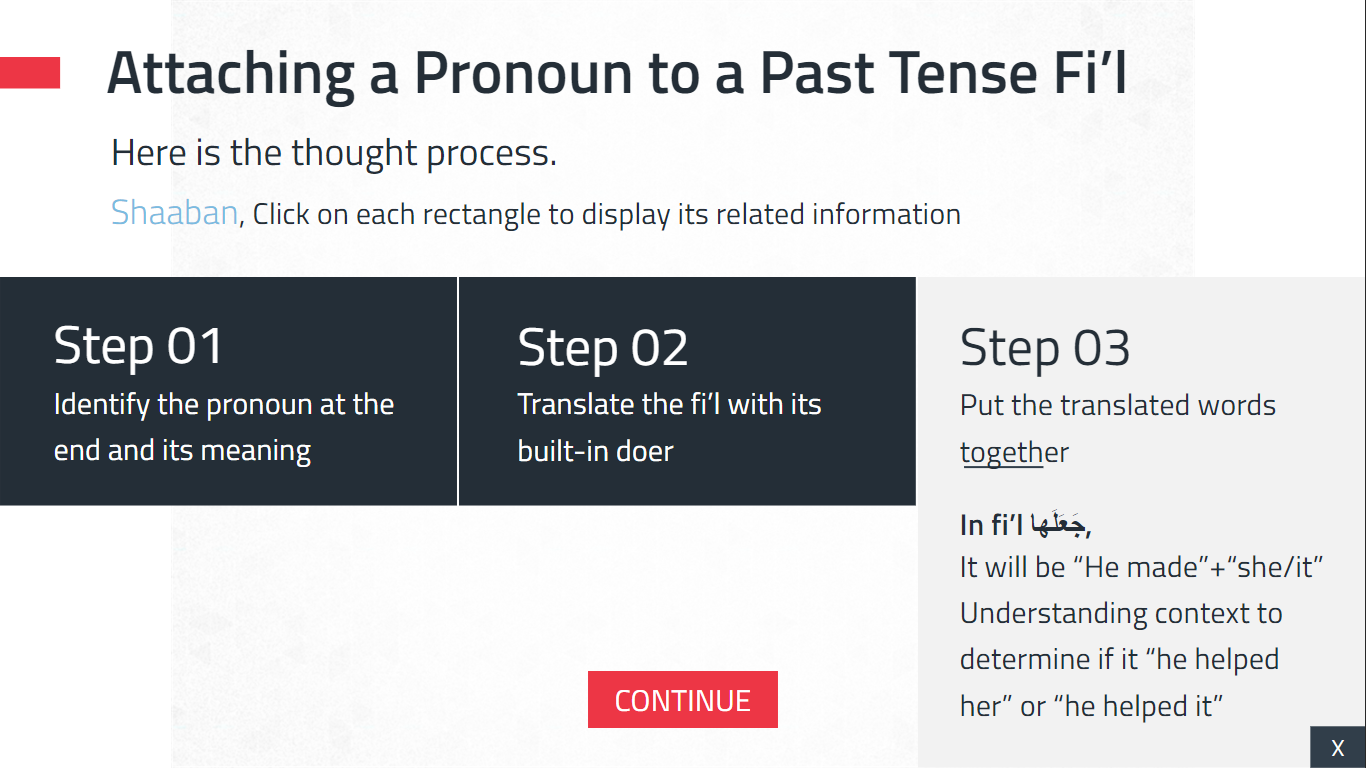 Attaching a Pronoun to a Past Tense Fi’l
Here is the thought process.
Shaaban, Click on each rectangle to display its related information
Step 01
Identify the pronoun at the
end and its meaning
Step 02
Translate the fi’l with its
built-in doer
Step 03
Put the translated words
together
In fi’l جَعَلَها,
It will be “He made”+“she/it”
Understanding context to
determine if it “he helped
her” or “he helped it”
CONTINUE
X